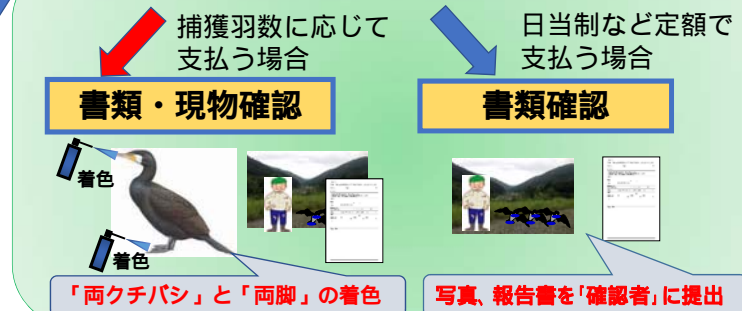 捕獲羽数に応じて
支払う場合
書類・現物確認
着色
着色
「両クチバシ」と「両脚」の着色
日当制など定額で
支払う場合
書類確認
写真、報告書を「確認者」に提出